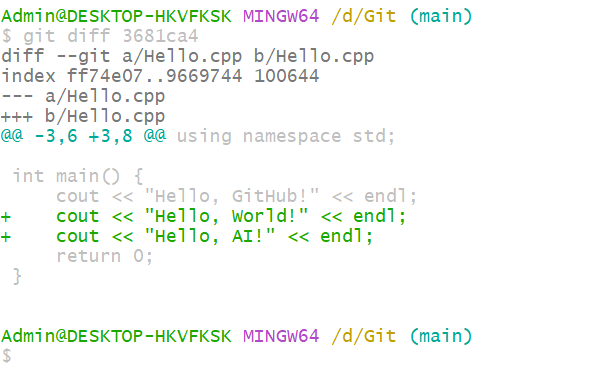 Admin@DESKTOP-HKVFKSK MINGW64 /d/Git (main)
$ git diff 3681ca4
diff --git a/Hello.cpp b/Hello.cpp
index ff74e07..9669744 100644
--- a/Hello.cpp
+++ b/Hello.cpp
@@ -3,6 +3,8 @@ using namespace std;
 int main() {
     cout << "Hello, GitHub!" << endl;
+    cout << "Hello, World!" << endl;
+    cout << "Hello, AI!" << endl;
     return 0;
 }
Admin@DESKTOP-HKVFKSK MINGW64 /d/Git (main)
$